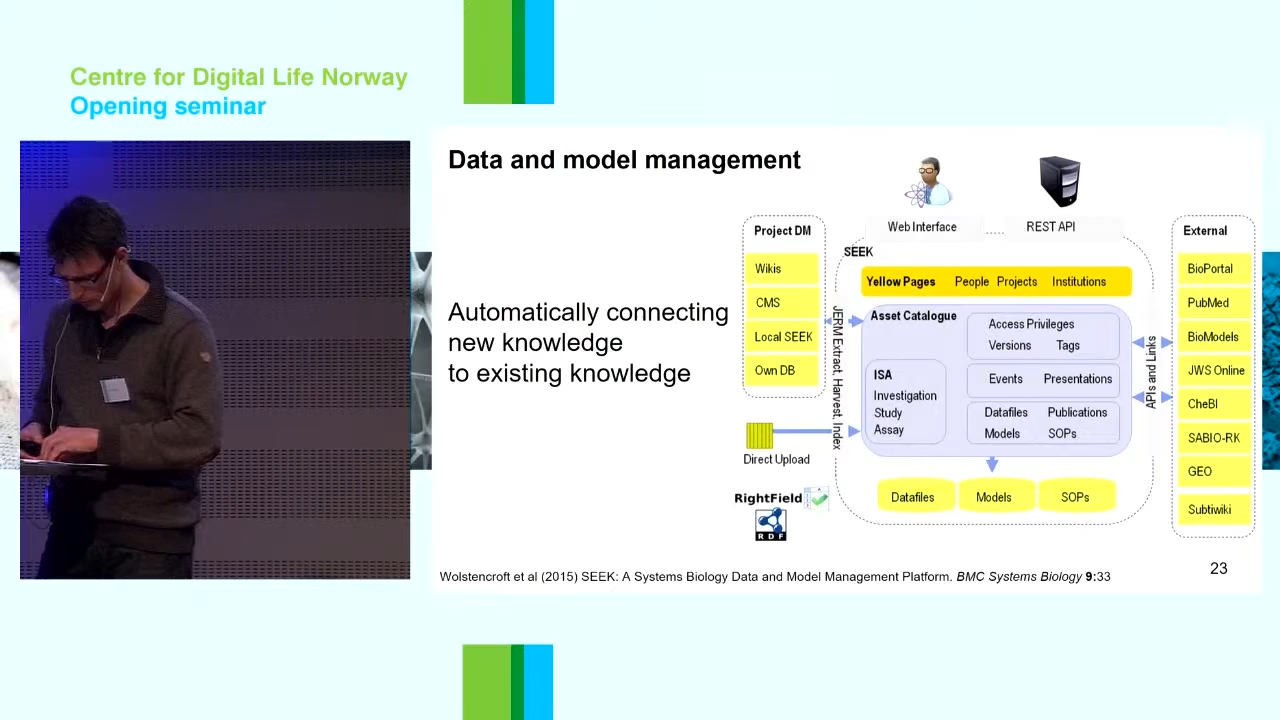 Centre for Digital Life Norway
Opening seminar
Data and model management
Automatically connecting
new knowledge
to existing knowledge
Web Interface
REST API
Project DM
Wikis
CMS
Local SEEK
Own DB
Direct Upload
RightField
RDF
JERM Extract, Harvest, Index
SEEK
Yellow Pages People Projects Institutions
Asset Catalogue
Access Privileges
Versions Tags
ISA
Investigation
Study
Assay
Events Presentations
Datafiles Publications
Models SOPs
Datafiles Models SOPs
APIs and Links
External
BioPortal
PubMed
BioModels
JWS Online
CheBI
SABIO-RK
GEO
Subtiwiki
Wolstencroft et al (2015) SEEK: A Systems Biology Data and Model Management Platform. BMC Systems Biology 9:33
23